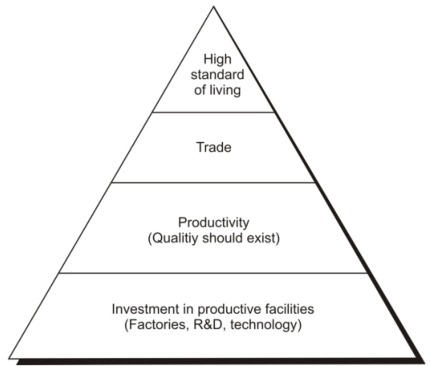 High
standard
of living
Trade
Productivity
(Qualitiy should exist)
Investment in productive facilities
(Factories, R&D, technology)